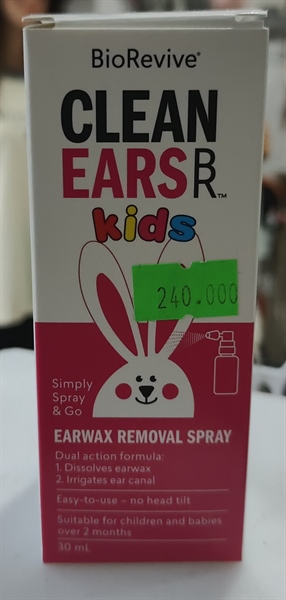 BioRevive®
CLEAN
EARS BR™
kids
240.000
Simply
Spray
& Go
EARWAX REMOVAL SPRAY
Dual action formula:
1. Dissolves earwax
2. Irrigates ear canal
Easy-to-use – no head tilt
Suitable for children and babies
over 2 months
30 mL